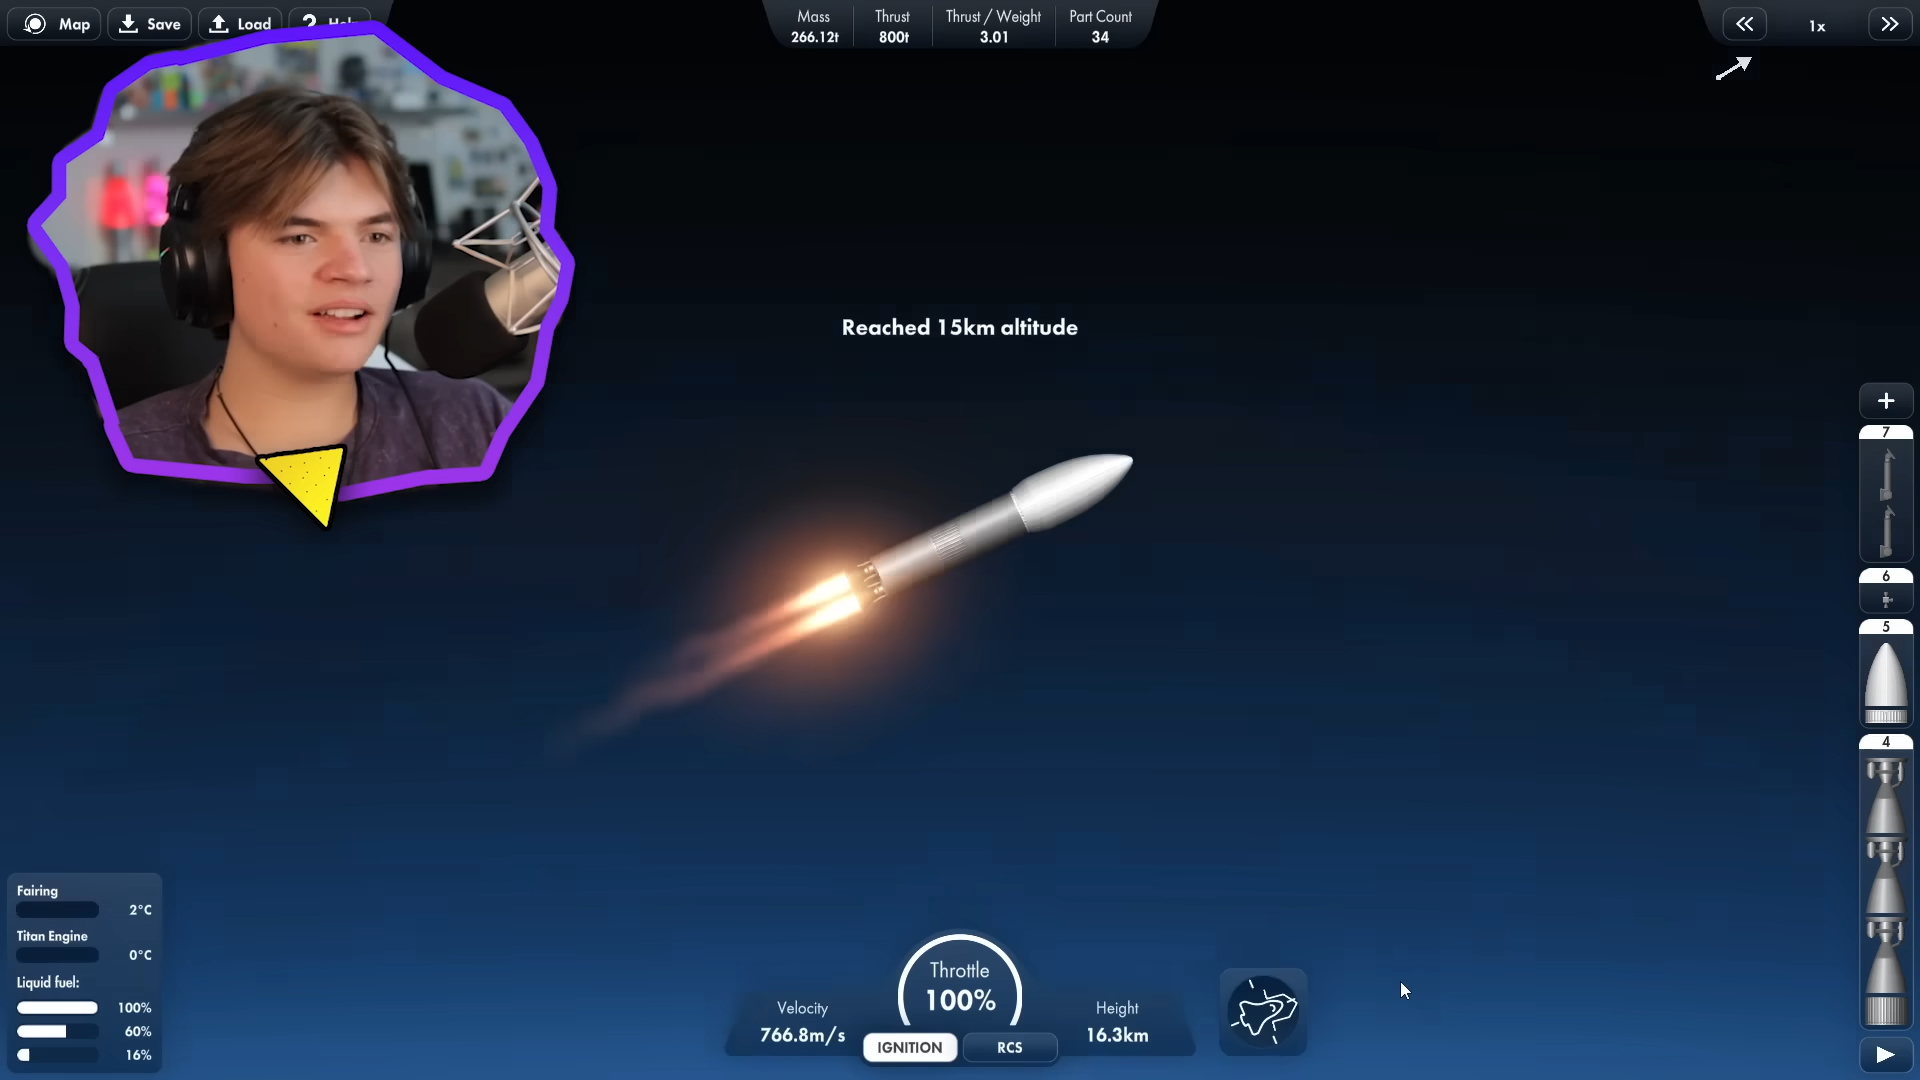 Map
Save
Load
? Help
Mass
266.12t
Thrust
800t
Thrust / Weight
3.01
Part Count
34
1x
Reached 15km altitude
7
6
5
4
Fairing
2°C
Titan Engine
0°C
Liquid fuel:
100%
60%
16%
Throttle
100%
Velocity
766.8m/s
IGNITION
RCS
Height
16.3km